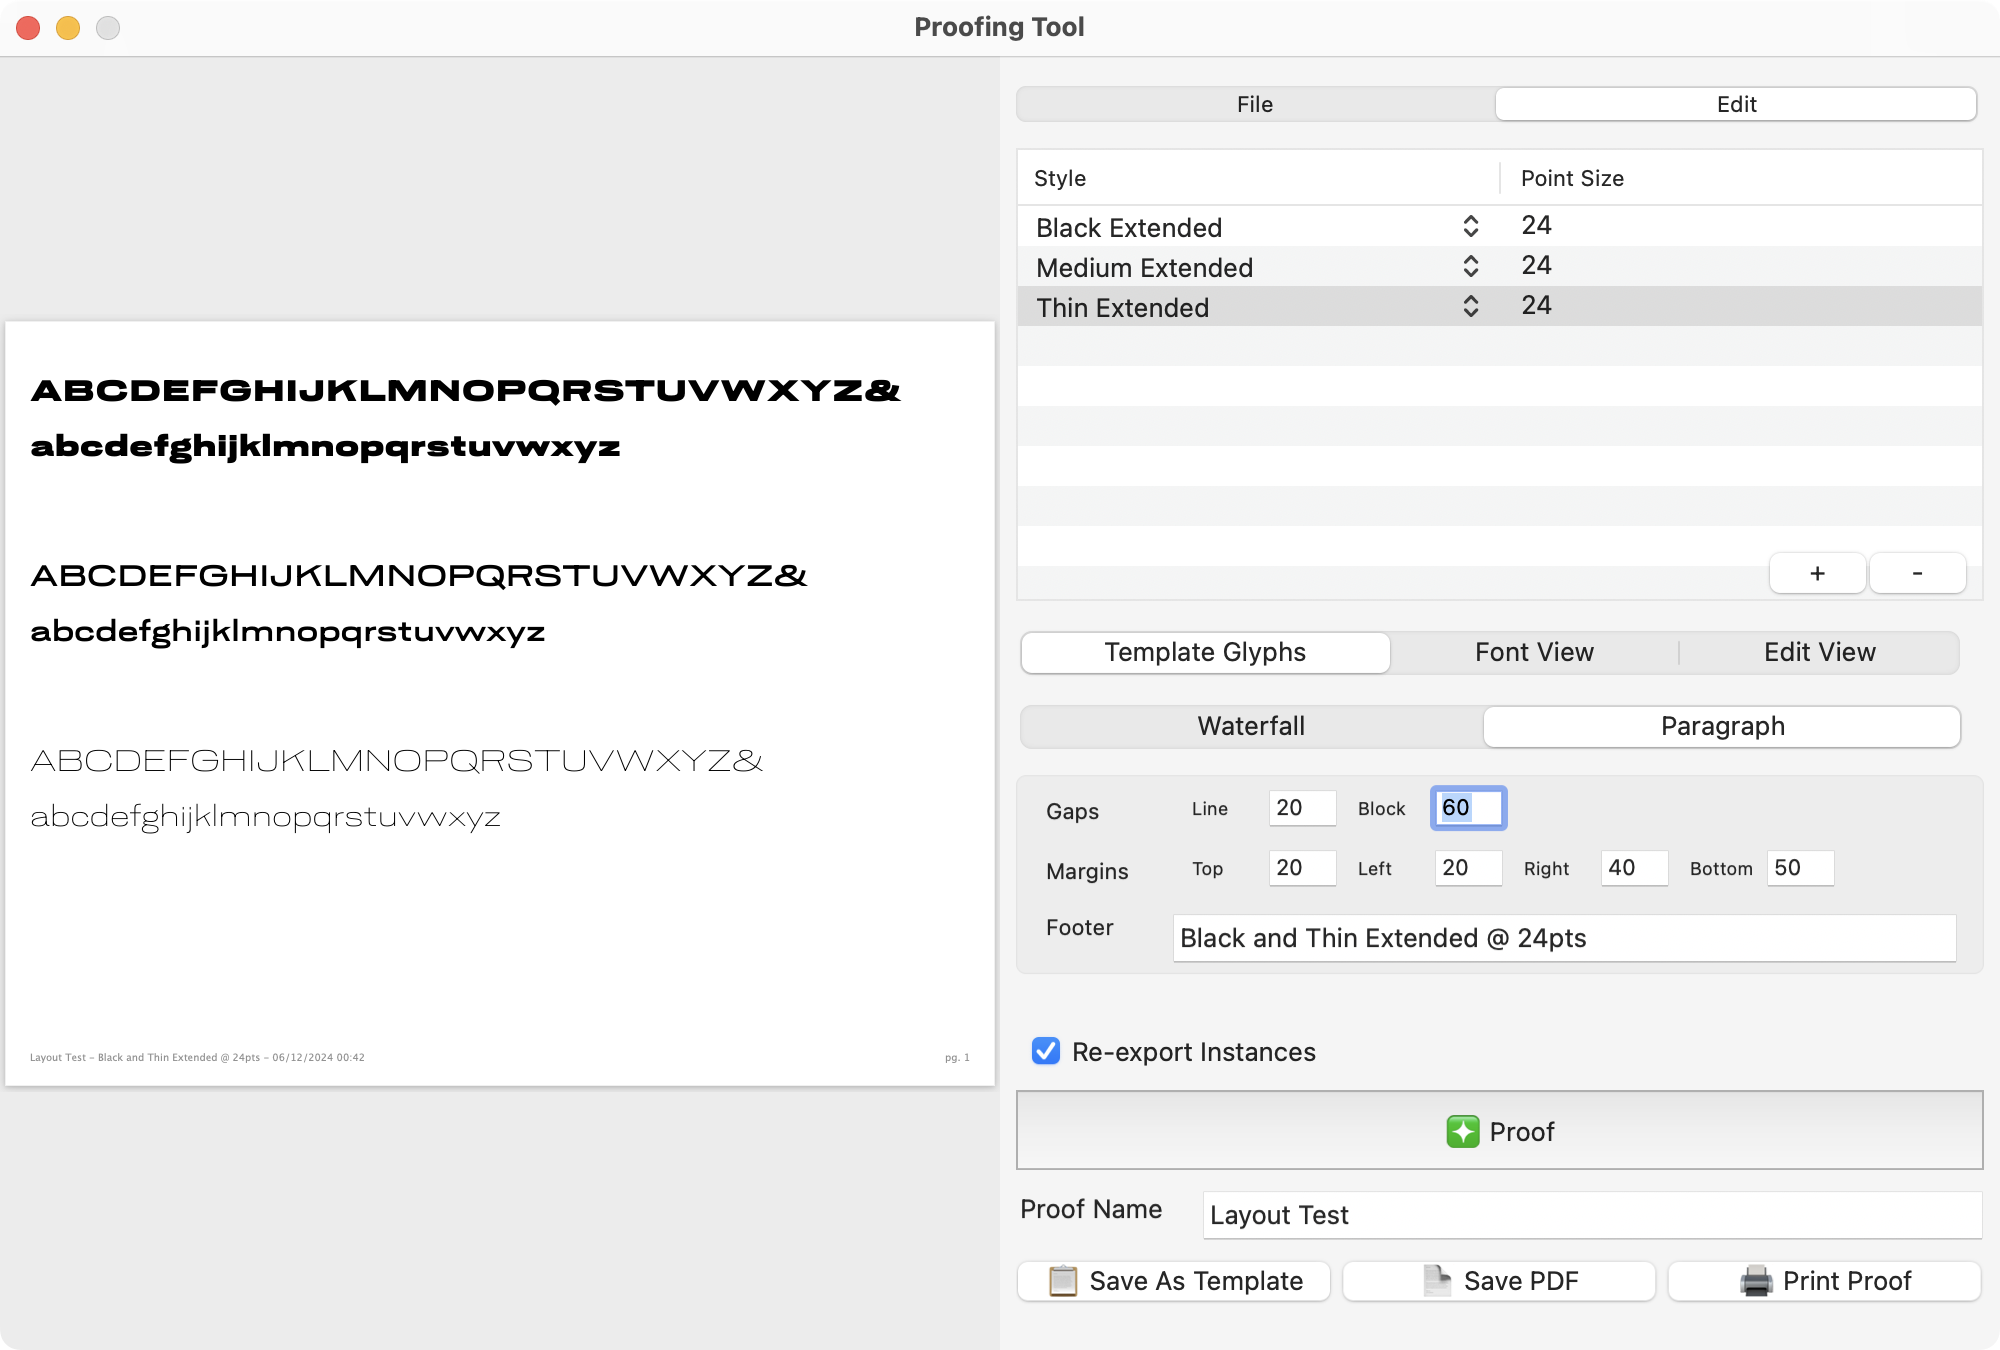 Proofing Tool
File
Edit
Style
Point Size
Black Extended
24
Medium Extended
24
Thin Extended
24
+
-
ABCDEFGHIJKLMNOPQRSTUVWXYZ&
abcdefghijklmnopqrstuvwxyz
ABCDEFGHIJKLMNOPQRSTUVWXYZ&
abcdefghijklmnopqrstuvwxyz
ABCDEFGHIJKLMNOPQRSTUVWXYZ&
abcdefghijklmnopqrstuvwxyz
Layout Test – Black and Thin Extended @ 24pts – 06/12/2024 00:42
pg. 1
Template Glyphs
Font View
Edit View
Waterfall
Paragraph
Gaps
Line
20
Block
60
Margins
Top
20
Left
20
Right
40
Bottom
50
Footer
Black and Thin Extended @ 24pts
Re-export Instances
Proof
Proof Name
Layout Test
Save As Template
Save PDF
Print Proof